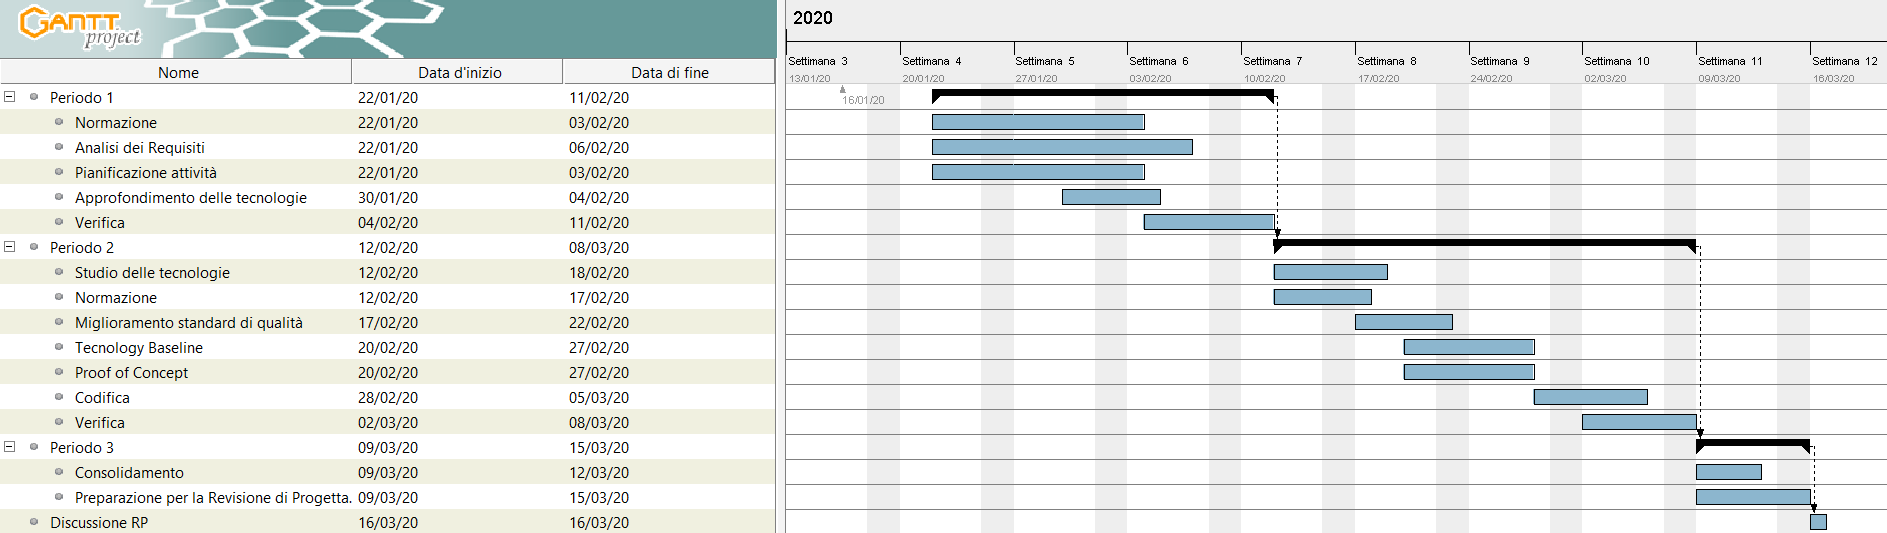 GANTT
project
2020
Settimana 3 Settimana 4 Settimana 5 Settimana 6 Settimana 7 Settimana 8 Settimana 9 Settimana 10 Settimana 11 Settimana 12
13/01/20 20/01/20 27/01/20 03/02/20 10/02/20 17/02/20 24/02/20 02/03/20 09/03/20 16/03/20
16/01/20
Nome Data d'inizio Data di fine
Periodo 1 22/01/20 11/02/20
Normazione 22/01/20 03/02/20
Analisi dei Requisiti 22/01/20 06/02/20
Pianificazione attività 22/01/20 03/02/20
Approfondimento delle tecnologie 30/01/20 04/02/20
Verifica 04/02/20 11/02/20
Periodo 2 12/02/20 08/03/20
Studio delle tecnologie 12/02/20 18/02/20
Normazione 12/02/20 17/02/20
Miglioramento standard di qualità 17/02/20 22/02/20
Tecnology Baseline 20/02/20 27/02/20
Proof of Concept 20/02/20 27/02/20
Codifica 28/02/20 05/03/20
Verifica 02/03/20 08/03/20
Periodo 3 09/03/20 15/03/20
Consolidamento 09/03/20 12/03/20
Preparazione per la Revisione di Progetta. 09/03/20 15/03/20
Discussione RP 16/03/20 16/03/20